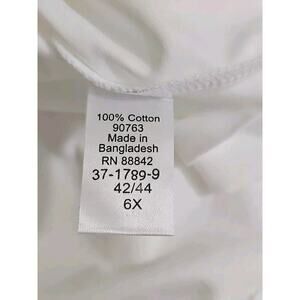 100% Cotton
90763
Made in
Bangladesh
RN 88842
37-1789-9
42/44
6X